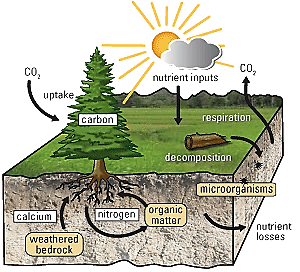 CO₂
nutrient inputs
CO₂
uptake
carbon
respiration
decomposition
microorganisms
calcium
nitrogen
organic
matter
nutrient
losses
weathered
bedrock